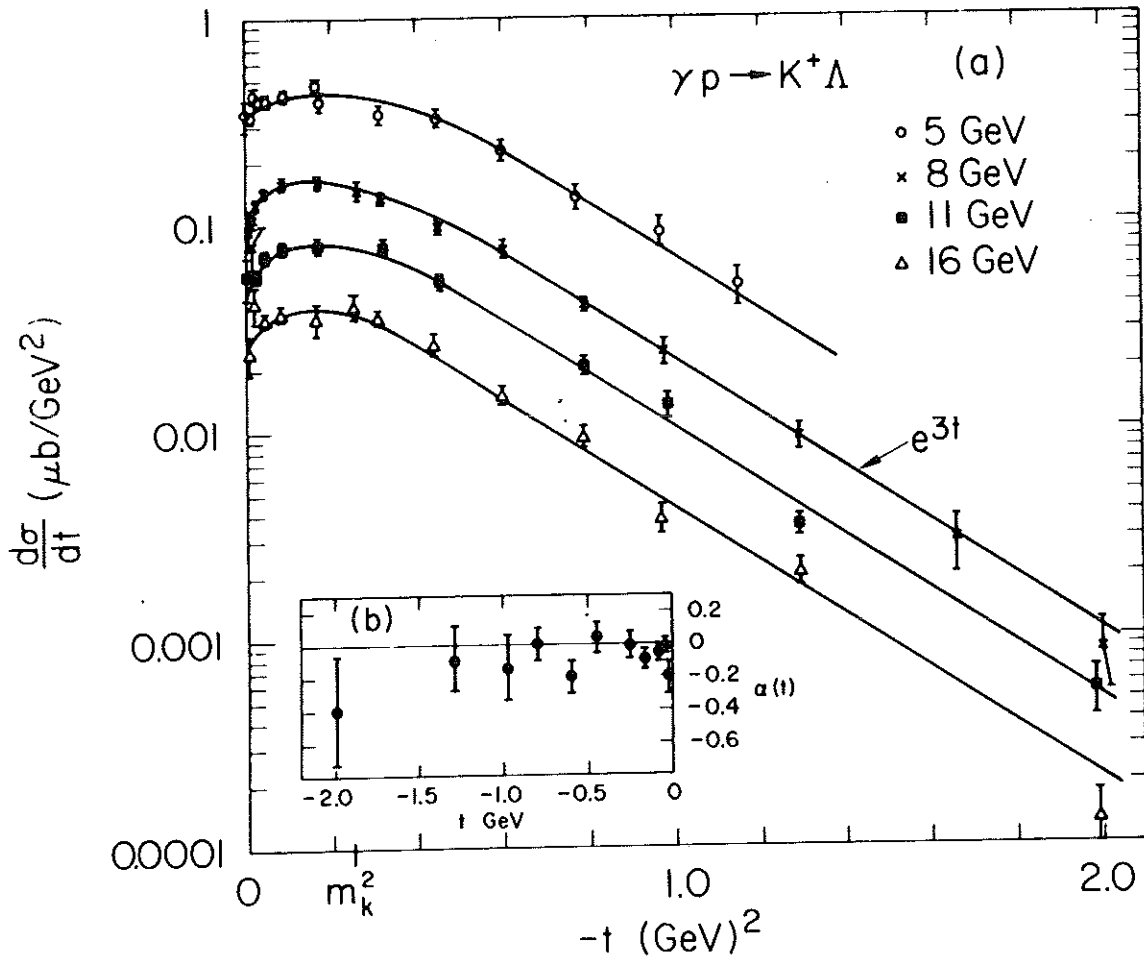 1
(a)
γp → K⁺Λ
○ 5 GeV
× 8 GeV
■ 11 GeV
△ 16 GeV
0.1
dσ/dt (μb/GeV²)
0.01
e³ᵗ
0.001
(b)
0.2
0
-0.2
-0.4
-0.6
α(t)
-2.0 -1.5 -1.0 -0.5 0
t GeV
0.0001
0 m²ₖ 1.0 2.0
-t (GeV)²